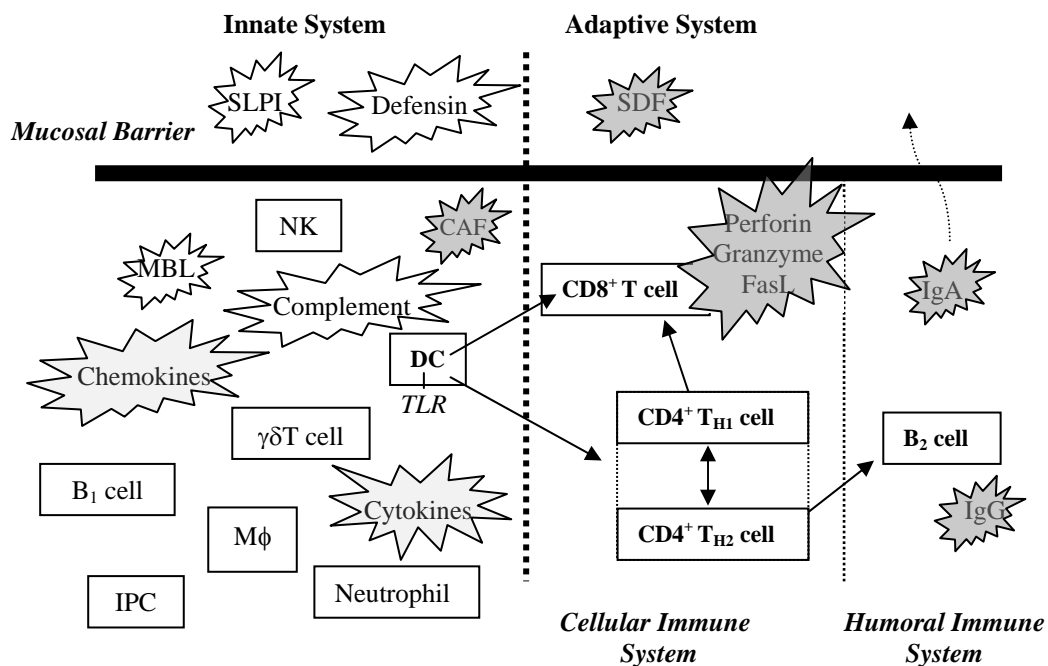 Innate System
Adaptive System
SLPI
Defensin
SDF
Mucosal Barrier
NK
CAF
Perforin
Granzyme
FasL
MBL
Complement
CD8⁺ T cell
IgA
DC
TLR
Chemokines
γδT cell
CD4⁺ T_H1 cell
B₂ cell
B₁ cell
Cytokines
IgG
Mϕ
CD4⁺ T_H2 cell
IPC
Neutrophil
Cellular Immune
System
Humoral Immune
System